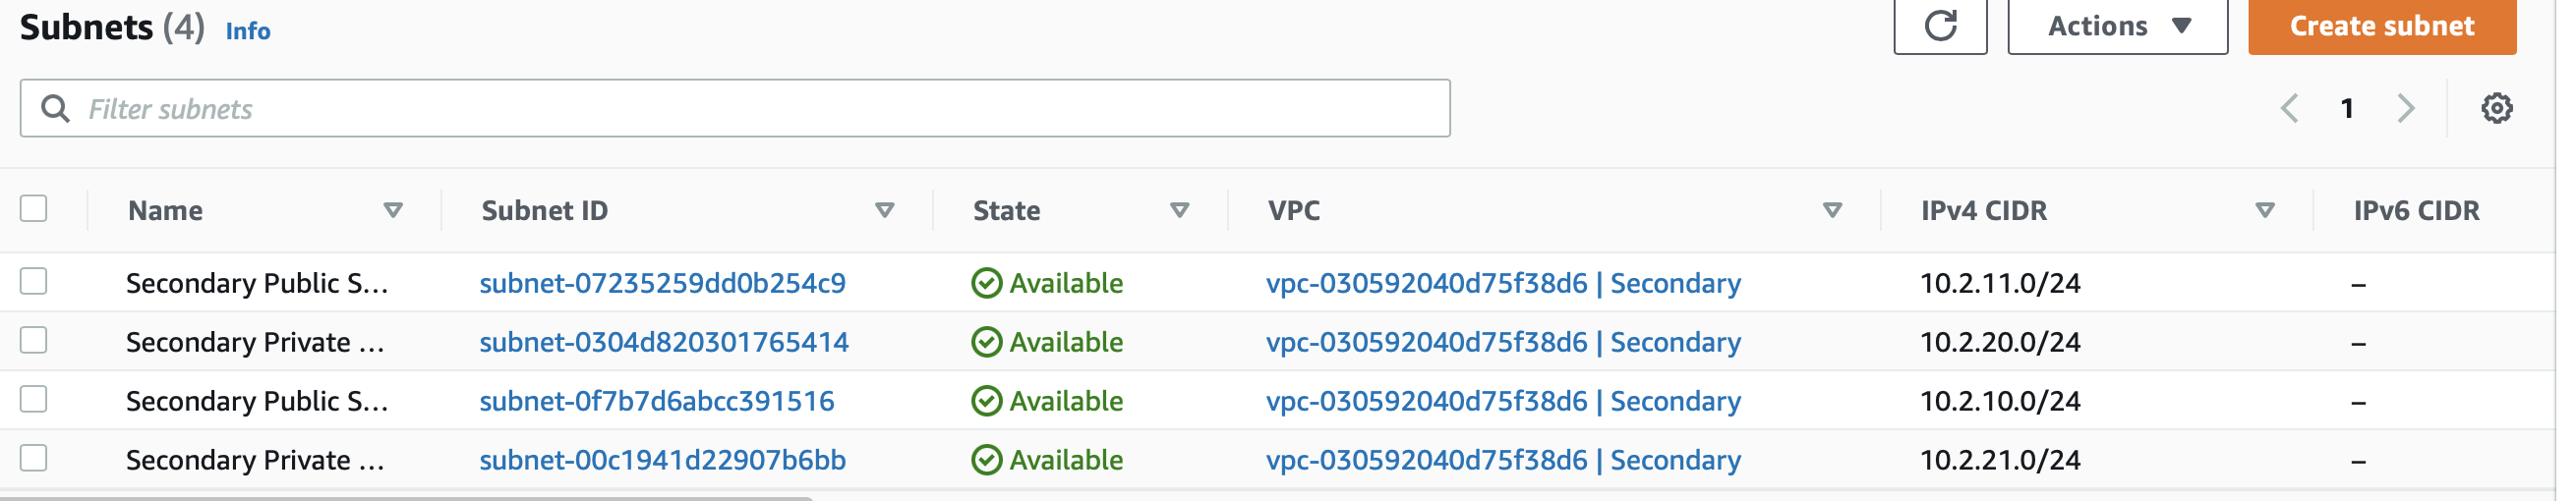 Subnets (4) Info
Actions
Create subnet
Filter subnets
1
Name Subnet ID State VPC IPv4 CIDR IPv6 CIDR
Secondary Public S... subnet-07235259dd0b254c9 Available vpc-030592040d75f38d6 | Secondary 10.2.11.0/24 –
Secondary Private ... subnet-0304d820301765414 Available vpc-030592040d75f38d6 | Secondary 10.2.20.0/24 –
Secondary Public S... subnet-0f7b7d6abcc391516 Available vpc-030592040d75f38d6 | Secondary 10.2.10.0/24 –
Secondary Private ... subnet-00c1941d22907b6bb Available vpc-030592040d75f38d6 | Secondary 10.2.21.0/24 –